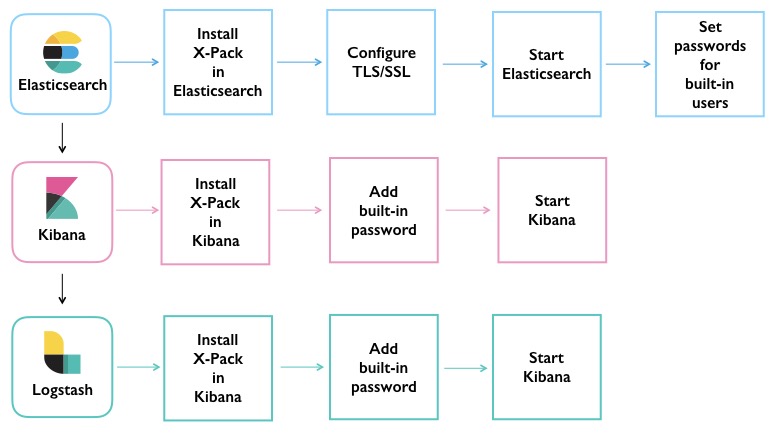 Elasticsearch
Install
X-Pack
in
Elasticsearch
Configure
TLS/SSL
Start
Elasticsearch
Set
passwords
for
built-in
users
Kibana
Install
X-Pack
in
Kibana
Add
built-in
password
Start
Kibana
Logstash
Install
X-Pack
in
Kibana
Add
built-in
password
Start
Kibana